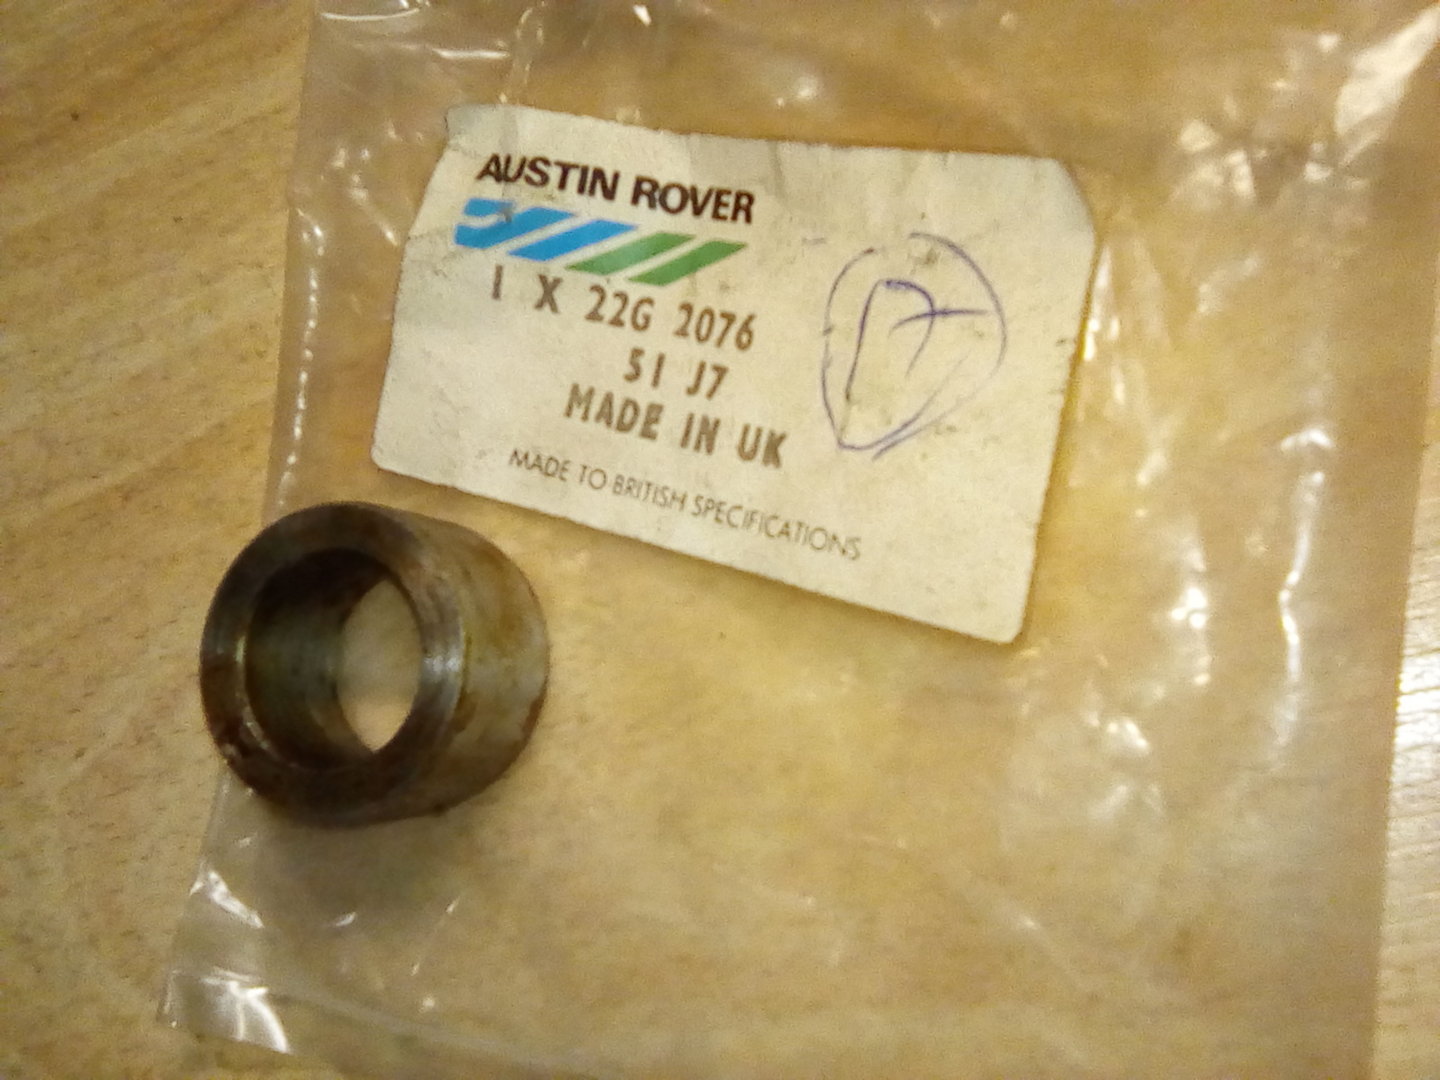 AUSTIN ROVER
1 X 22G 2076
51 J7
MADE IN UK
MADE TO BRITISH SPECIFICATIONS